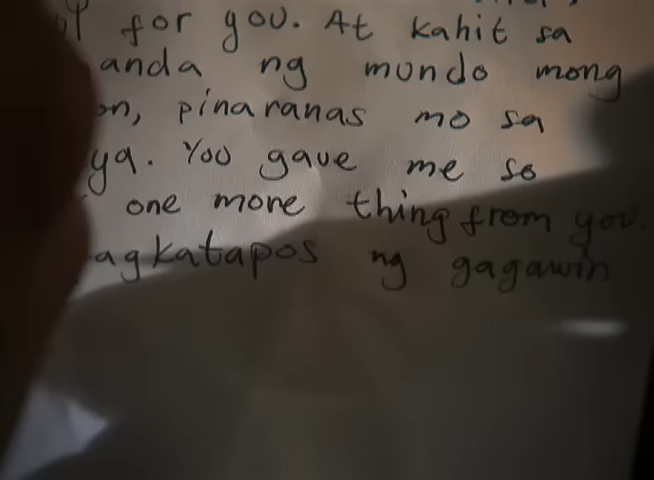 for you. At kahit sa
anda ng mundo mong
on, pinaranas mo sa
ya. You gave me so
one more thing from you.
agkatapos ng gagawin